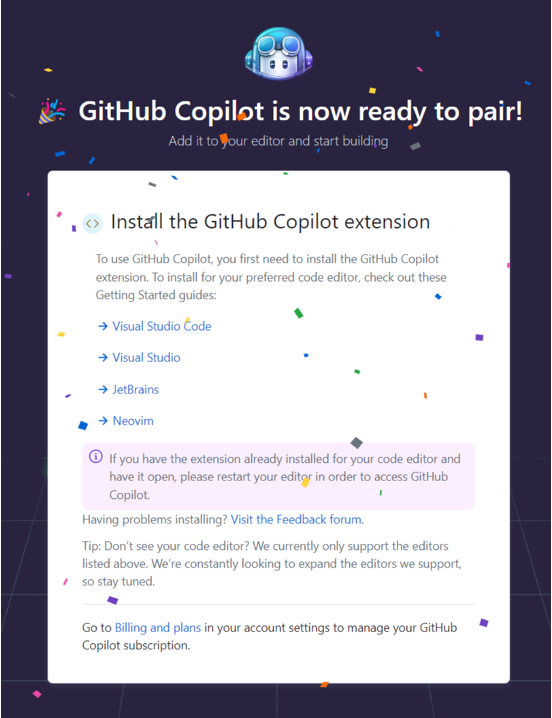 GitHub Copilot is now ready to pair!
Add it to your editor and start building
Install the GitHub Copilot extension
To use GitHub Copilot, you first need to install the GitHub Copilot
extension. To install for your preferred code editor, check out these
Getting Started guides:
→ Visual Studio Code
→ Visual Studio
→ JetBrains
→ Neovim
If you have the extension already installed for your code editor and
have it open, please restart your editor in order to access GitHub
Copilot.
Having problems installing? Visit the Feedback forum.
Tip: Don't see your code editor? We currently only support the editors
listed above. We're constantly looking to expand the editors we support,
so stay tuned.
Go to Billing and plans in your account settings to manage your GitHub
Copilot subscription.